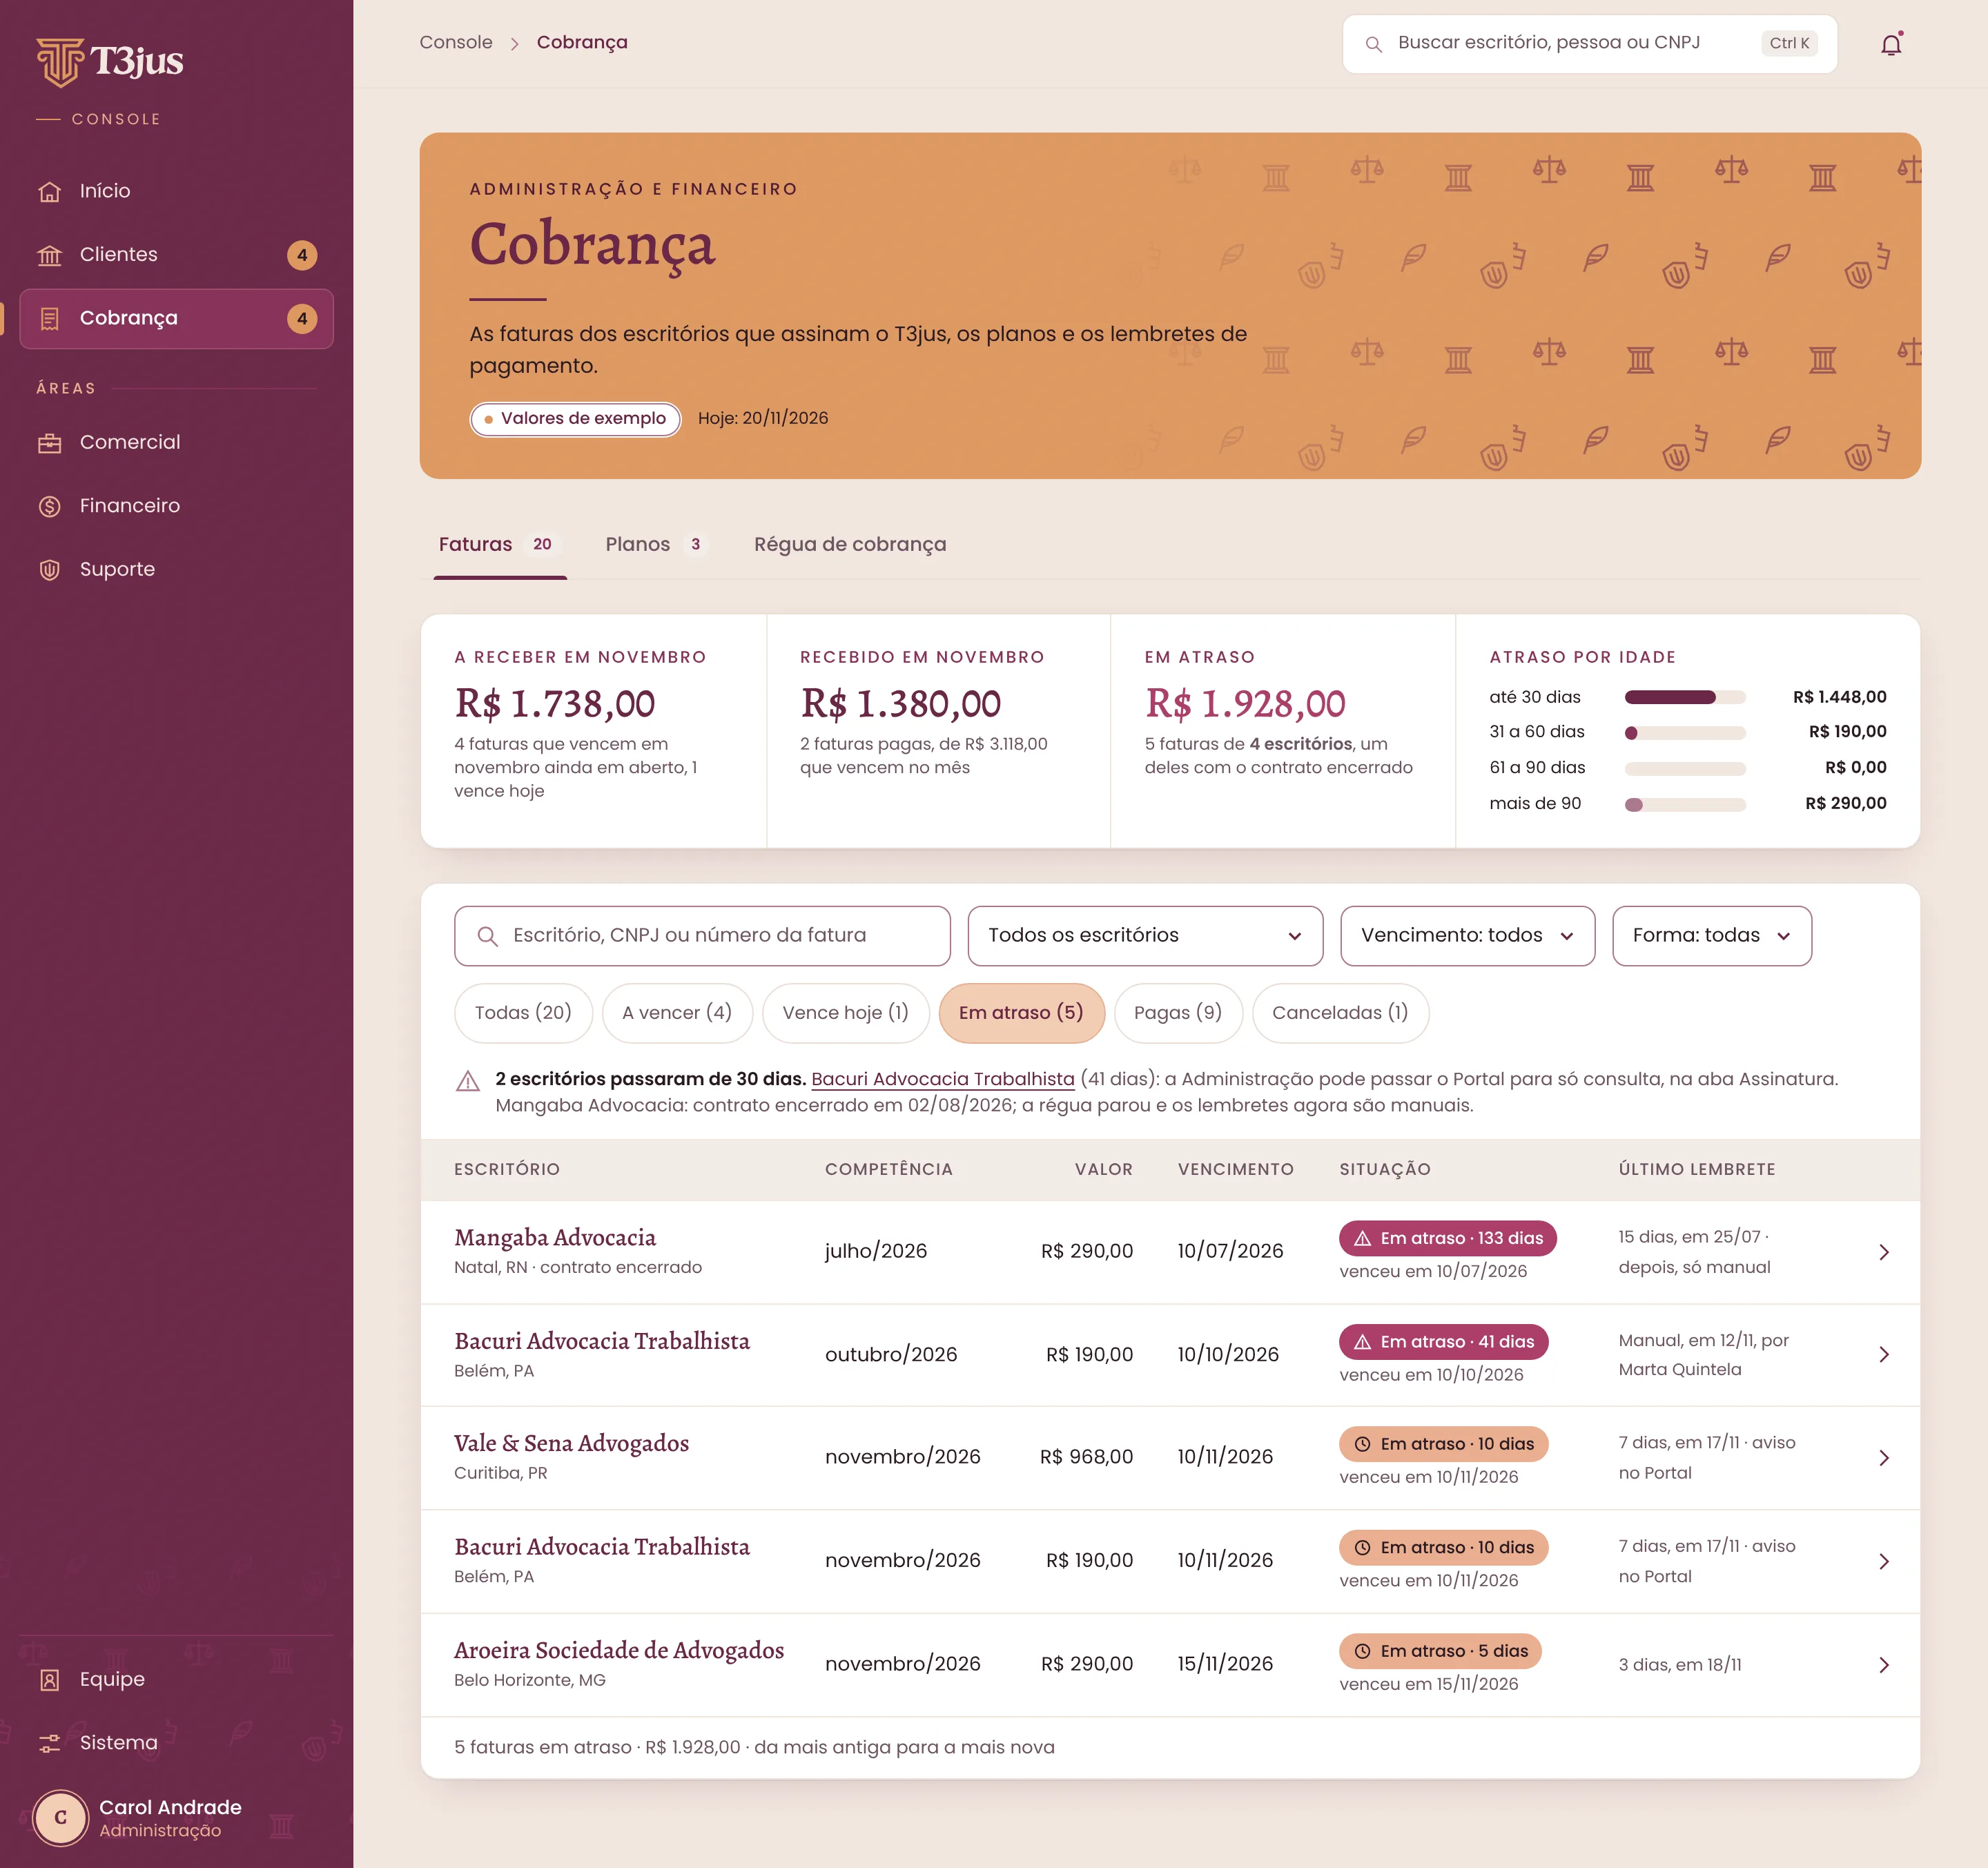 T3jus
CONSOLE
Início
Clientes 4
Cobrança 4
ÁREAS
Comercial
Financeiro
Suporte
Equipe
Sistema
C
Carol Andrade
Administração
Console Cobrança
Buscar escritório, pessoa ou CNPJ Ctrl K
ADMINISTRAÇÃO E FINANCEIRO
Cobrança
As faturas dos escritórios que assinam o T3jus, os planos e os lembretes de
pagamento.
Valores de exemplo Hoje: 20/11/2026
Faturas 20 Planos 3 Régua de cobrança
A RECEBER EM NOVEMBRO
R$ 1.738,00
4 faturas que vencem em
novembro ainda em aberto, 1
vence hoje
RECEBIDO EM NOVEMBRO
R$ 1.380,00
2 faturas pagas, de R$ 3.118,00
que vencem no mês
EM ATRASO
R$ 1.928,00
5 faturas de 4 escritórios, um
deles com o contrato encerrado
ATRASO POR IDADE
até 30 dias R$ 1.448,00
31 a 60 dias R$ 190,00
61 a 90 dias R$ 0,00
mais de 90 R$ 290,00
Escritório, CNPJ ou número da fatura Todos os escritórios Vencimento: todos Forma: todas
Todas (20) A vencer (4) Vence hoje (1) Em atraso (5) Pagas (9) Canceladas (1)
2 escritórios passaram de 30 dias. Bacuri Advocacia Trabalhista (41 dias): a Administração pode passar o Portal para só consulta, na aba Assinatura.
Mangaba Advocacia: contrato encerrado em 02/08/2026; a régua parou e os lembretes agora são manuais.
ESCRITÓRIO COMPETÊNCIA VALOR VENCIMENTO SITUAÇÃO ÚLTIMO LEMBRETE
Mangaba Advocacia
Natal, RN · contrato encerrado
julho/2026 R$ 290,00 10/07/2026
Em atraso · 133 dias
venceu em 10/07/2026
15 dias, em 25/07 ·
depois, só manual
Bacuri Advocacia Trabalhista
Belém, PA
outubro/2026 R$ 190,00 10/10/2026
Em atraso · 41 dias
venceu em 10/10/2026
Manual, em 12/11, por
Marta Quintela
Vale & Sena Advogados
Curitiba, PR
novembro/2026 R$ 968,00 10/11/2026
Em atraso · 10 dias
venceu em 10/11/2026
7 dias, em 17/11 · aviso
no Portal
Bacuri Advocacia Trabalhista
Belém, PA
novembro/2026 R$ 190,00 10/11/2026
Em atraso · 10 dias
venceu em 10/11/2026
7 dias, em 17/11 · aviso
no Portal
Aroeira Sociedade de Advogados
Belo Horizonte, MG
novembro/2026 R$ 290,00 15/11/2026
Em atraso · 5 dias
venceu em 15/11/2026
3 dias, em 18/11
5 faturas em atraso · R$ 1.928,00 · da mais antiga para a mais nova